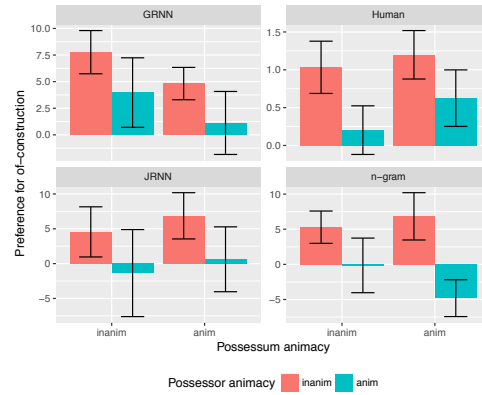 GRNN
Human
Preference for of-construction
10.0
7.5
5.0
2.5
0.0
1.5
1.0
0.5
0.0
JRNN
n-gram
10
5
0
−5
10
5
0
−5
inanim
anim
inanim
anim
Possessum animacy
Possessor animacy inanim anim